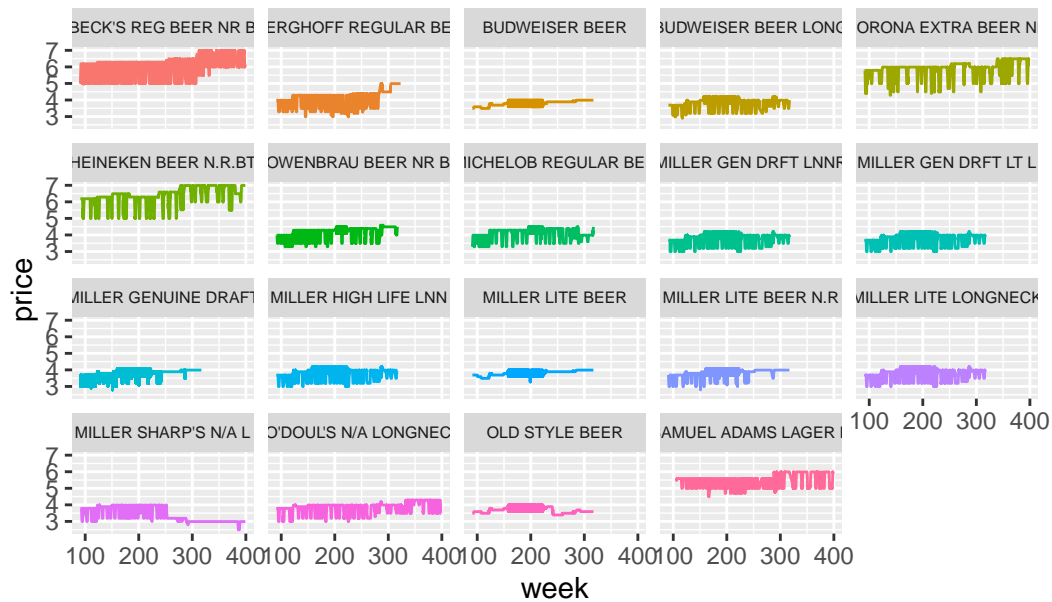 BECK'S REG BEER NR B
ERGHOFF REGULAR BE
BUDWEISER BEER
BUDWEISER BEER LONG
ORONA EXTRA BEER N
7
6
5
4
3
HEINEKEN BEER N.R.BT
OWENBRAU BEER NR B
MICHELOB REGULAR BE
MILLER GEN DRFT LNNR
MILLER GEN DRFT LT L
7
6
5
4
3
price
MILLER GENUINE DRAFT
MILLER HIGH LIFE LNN
MILLER LITE BEER
MILLER LITE BEER N.R
MILLER LITE LONGNECK
7
6
5
4
3
100 200 300 400
MILLER SHARP'S N/A L
O'DOUL'S N/A LONGNEC
OLD STYLE BEER
AMUEL ADAMS LAGER
7
6
5
4
3
100 200 300 400
100 200 300 400
100 200 300 400
100 200 300 400
week